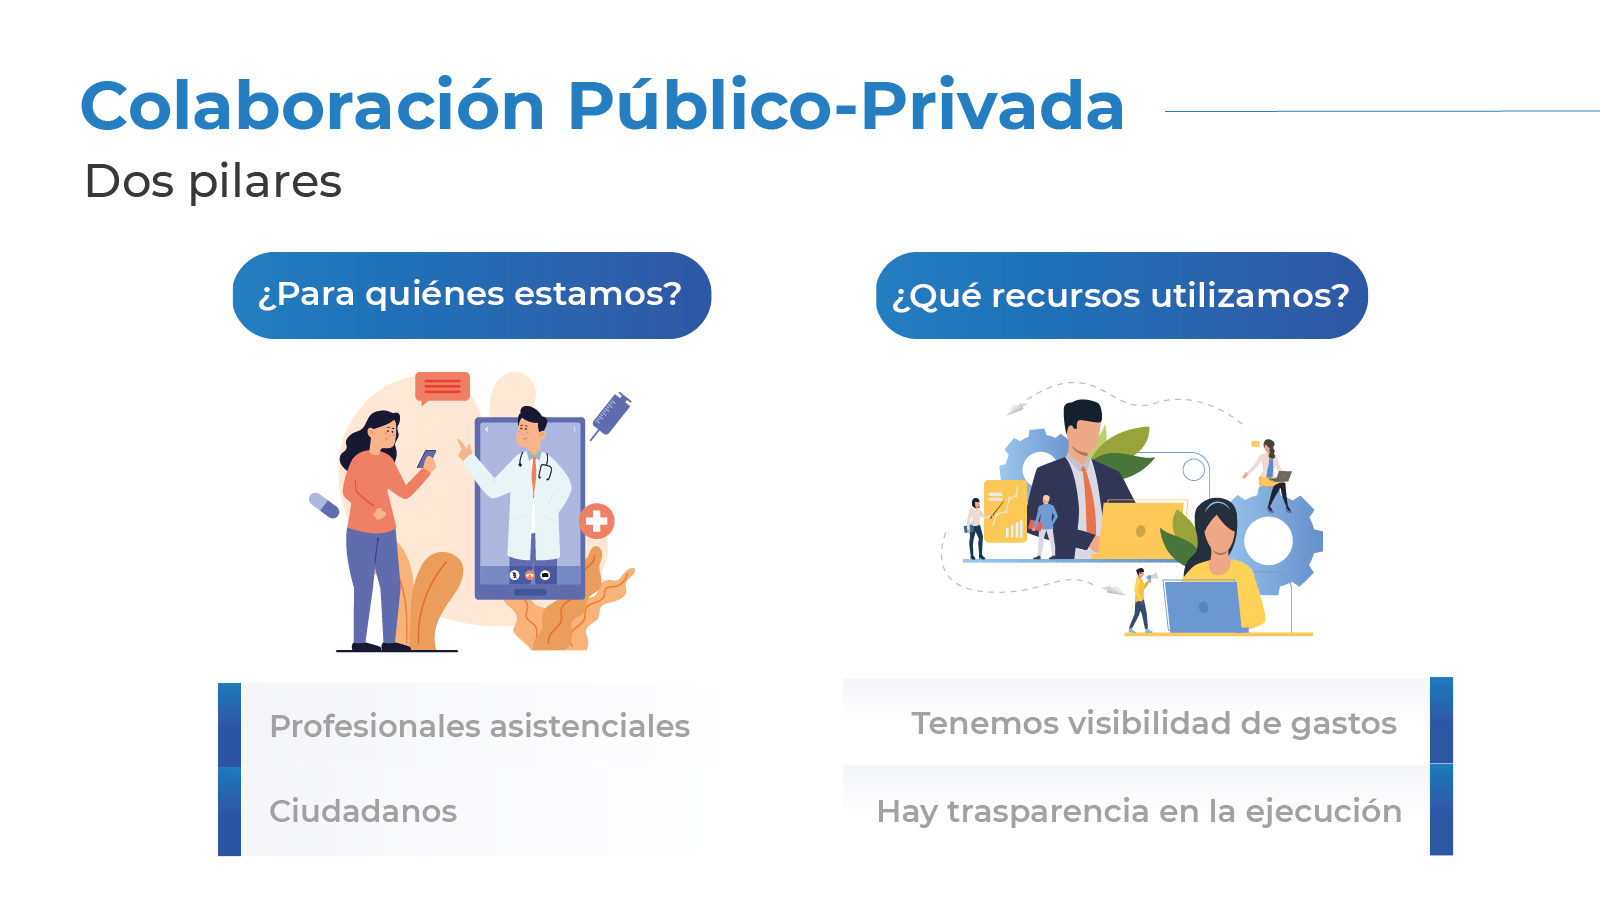 Colaboración Público-Privada
Dos pilares
¿Para quiénes estamos?
¿Qué recursos utilizamos?
Profesionales asistenciales
Ciudadanos
Tenemos visibilidad de gastos
Hay trasparencia en la ejecución